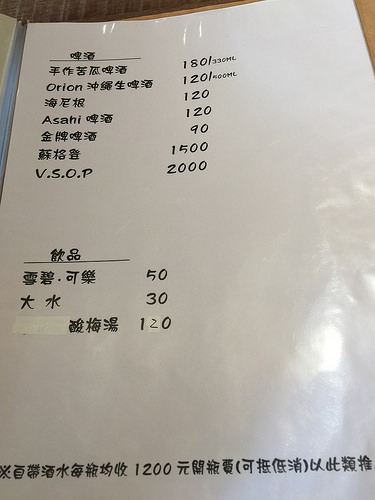 啤酒
手作苦瓜啤酒 180/330ML
Orion 沖繩生啤酒 120/500ML
海尼根 120
Asahi 啤酒 120
金牌啤酒 90
蘇格登 1500
V.S.O.P 2000
飲品
雪碧.可樂 50
大 水 30
酸梅湯 120
※自帶酒水每瓶均收 1200 元開瓶費(可抵低消)以此類推